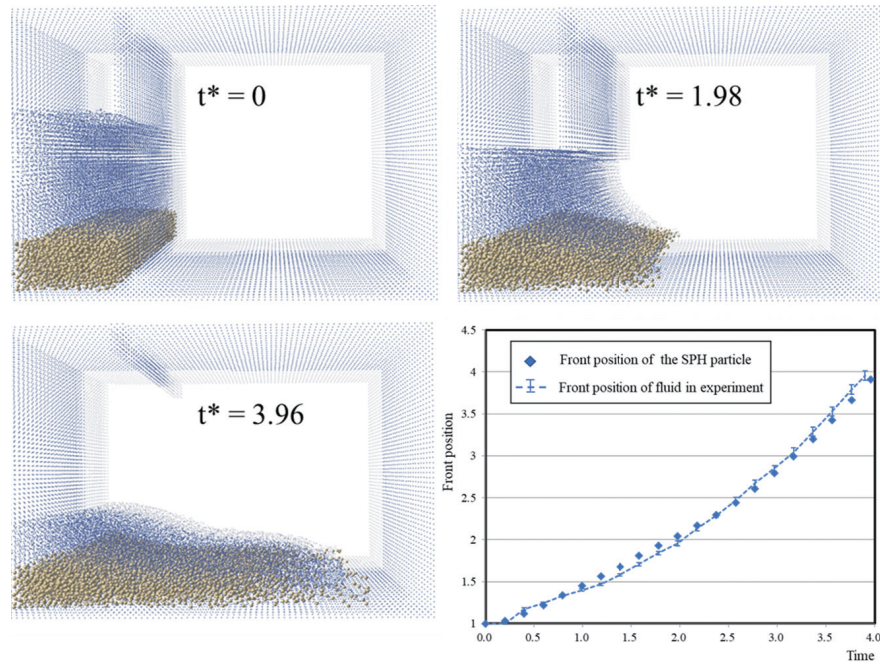 t* = 0
t* = 1.98
t* = 3.96
4.5
4
3.5
3
2.5
2
1.5
1
Front position
Front position of the SPH particle
Front position of fluid in experiment
0.0 0.5 1.0 1.5 2.0 2.5 3.0 3.5 4.0
Time